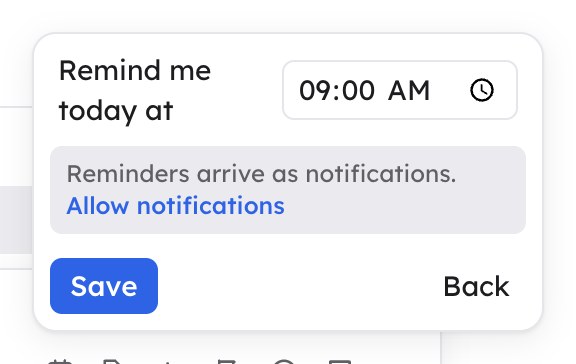 Remind me
today at
09:00 AM
Reminders arrive as notifications.
Allow notifications
Save
Back